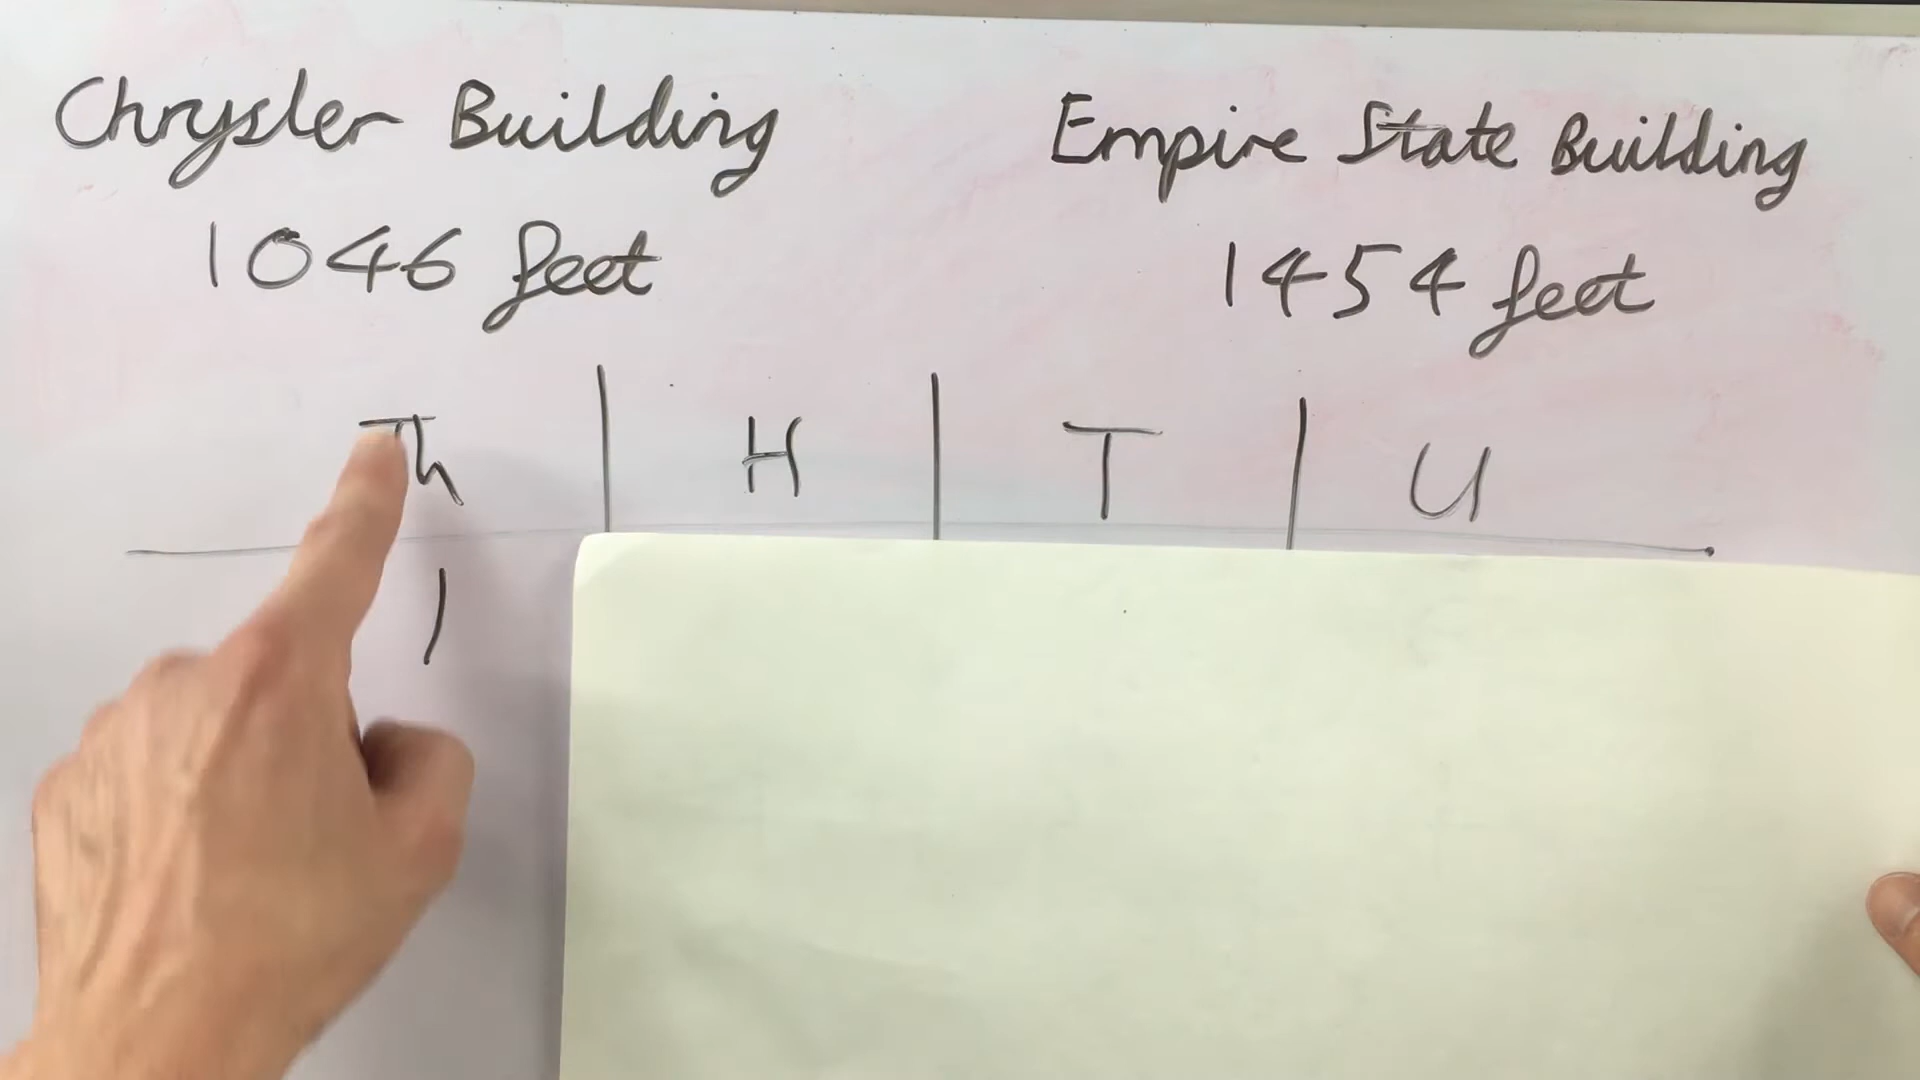 Chrysler Building
1046 feet
Empire State Building
1454 feet
Th H T U
1